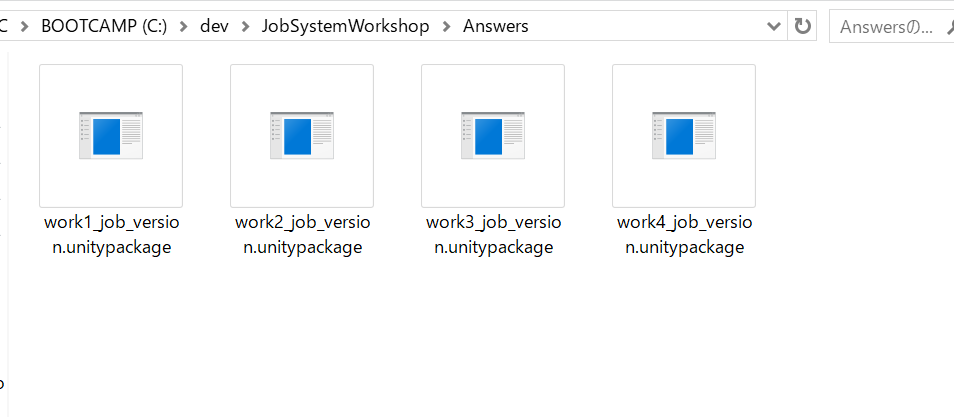 C > BOOTCAMP (C:) > dev > JobSystemWorkshop > Answers
Answersの...
work1_job_versio
n.unitypackage
work2_job_versio
n.unitypackage
work3_job_versio
n.unitypackage
work4_job_versio
n.unitypackage